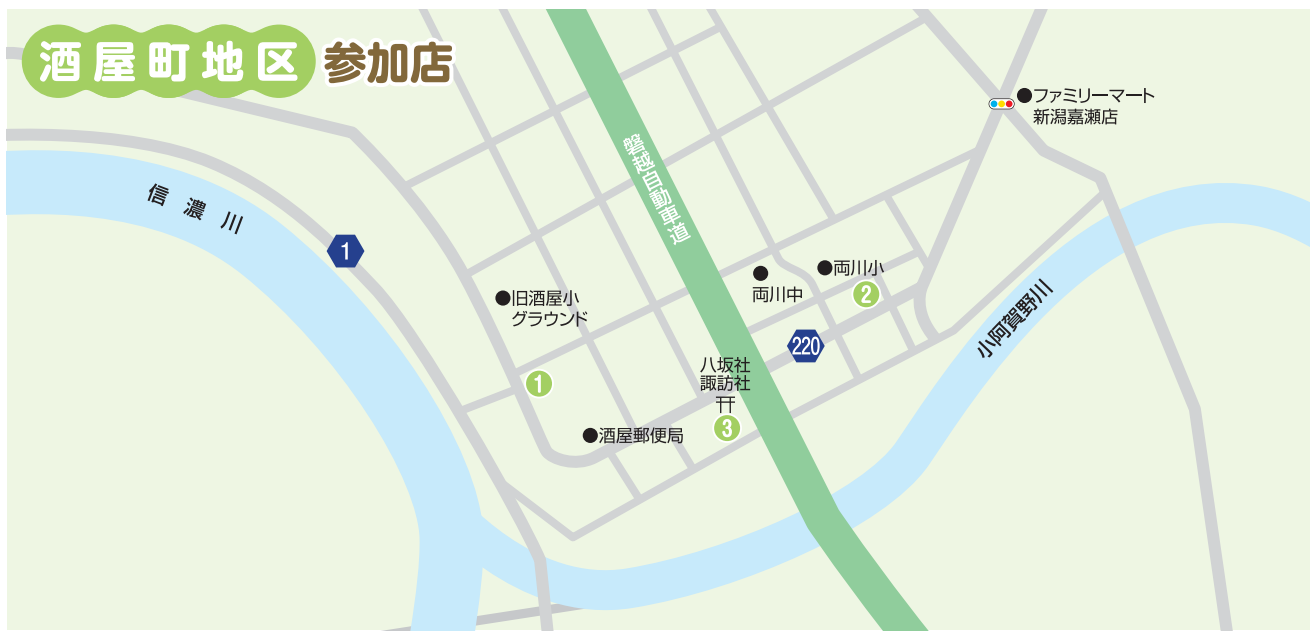 酒屋町地区 参加店
ファミリーマート
新潟嘉瀬店
磐越自動車道
信濃川
1
両川小
両川中
2
旧酒屋小
グラウンド
小阿賀野川
220
八坂社
諏訪社
1
3
酒屋郵便局